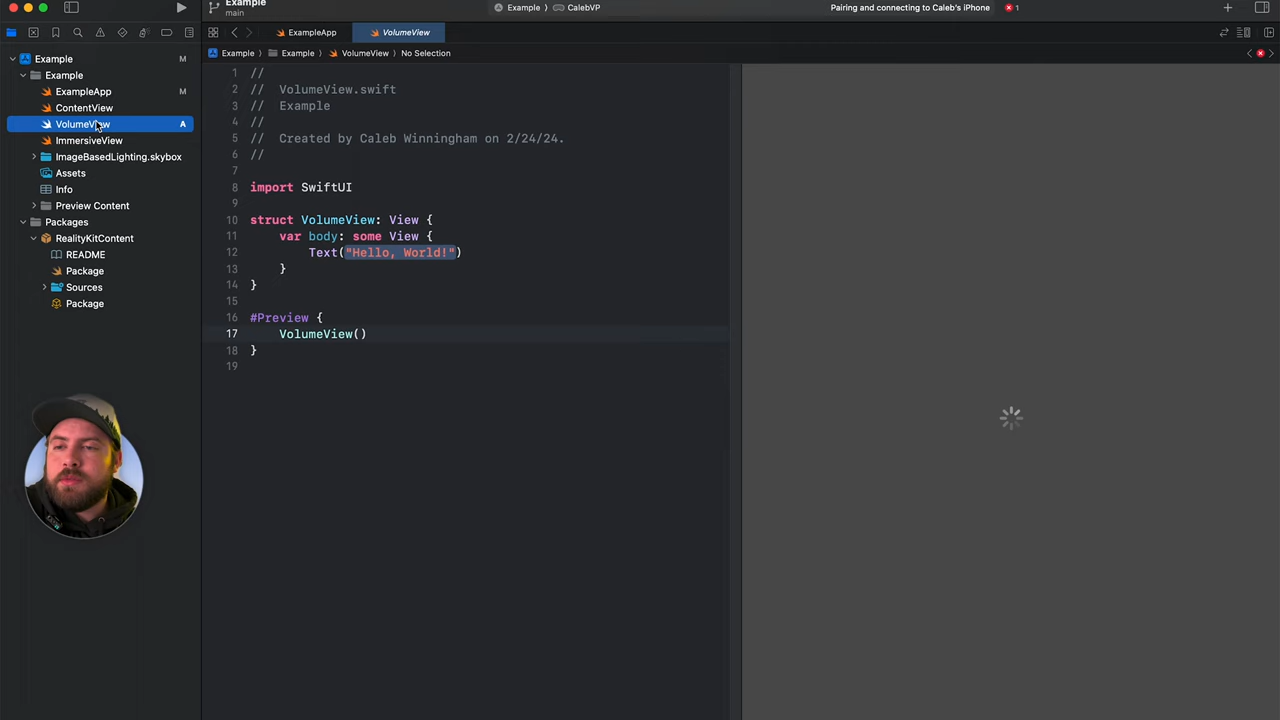 Example
main
Example 〉 CalebVP
Pairing and connecting to Caleb's iPhone
1
ExampleApp
VolumeView
Example 〉 Example 〉 VolumeView 〉 No Selection
Example M
Example
ExampleApp M
ContentView
VolumeView A
ImmersiveView
ImageBasedLighting.skybox
Assets
Info
Preview Content
Packages
RealityKitContent
README
Package
Sources
Package
1 //
2 // VolumeView.swift
3 // Example
4 //
5 // Created by Caleb Winningham on 2/24/24.
6 //
7
8 import SwiftUI
9
10 struct VolumeView: View {
11 var body: some View {
12 Text("Hello, World!")
13 }
14 }
15
16 #Preview {
17 VolumeView()
18 }
19